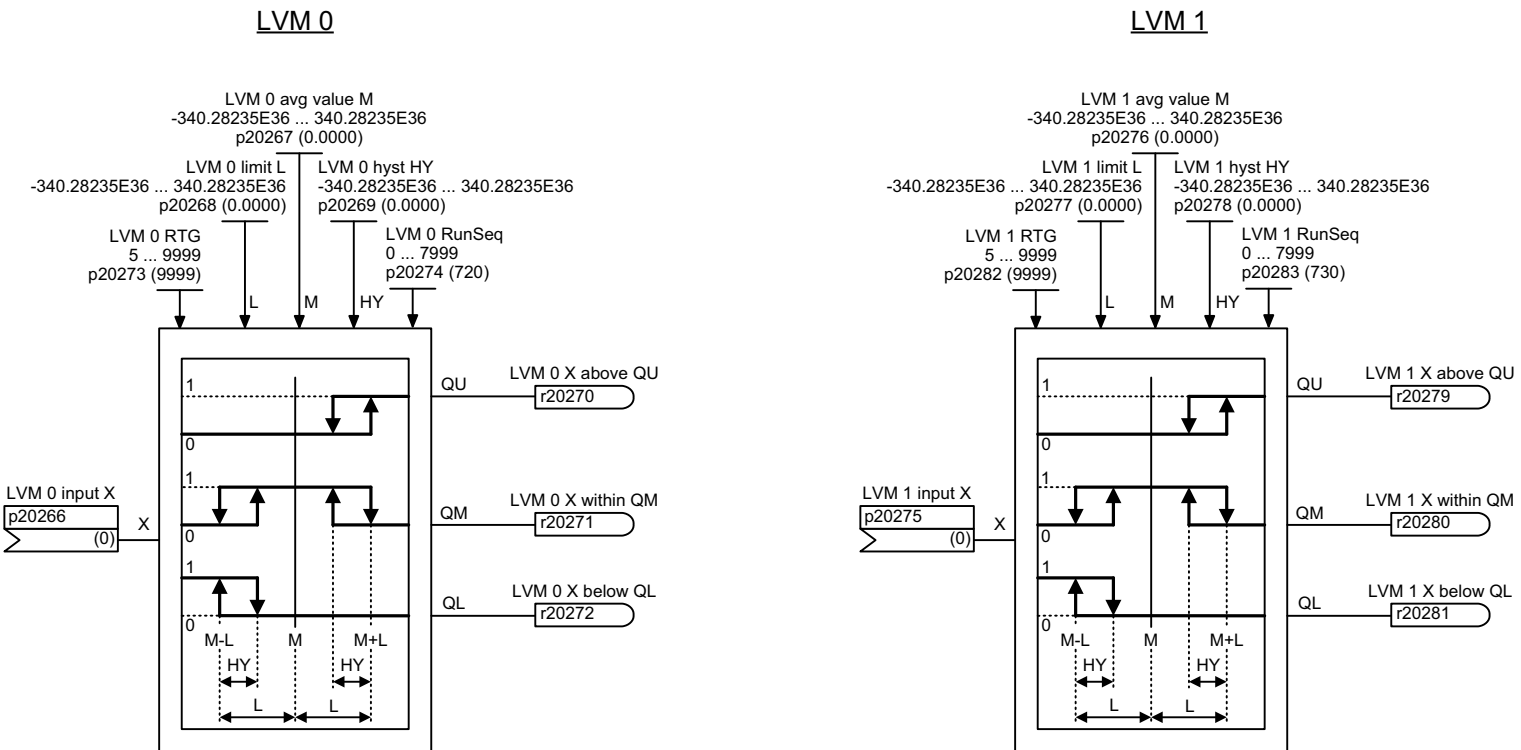 LVM 0
LVM 0 avg value M
-340.28235E36 ... 340.28235E36
p20267 (0.0000)
LVM 0 limit L
-340.28235E36 ... 340.28235E36
p20268 (0.0000)
LVM 0 hyst HY
-340.28235E36 ... 340.28235E36
p20269 (0.0000)
LVM 0 RTG
5 ... 9999
p20273 (9999)
LVM 0 RunSeq
0 ... 7999
p20274 (720)
L
M
HY
LVM 0 input X
p20266
(0)
X
1
0
1
0
1
0
M-L
M
M+L
HY
HY
L
L
QU
LVM 0 X above QU
r20270
QM
LVM 0 X within QM
r20271
QL
LVM 0 X below QL
r20272
LVM 1
LVM 1 avg value M
-340.28235E36 ... 340.28235E36
p20276 (0.0000)
LVM 1 limit L
-340.28235E36 ... 340.28235E36
p20277 (0.0000)
LVM 1 hyst HY
-340.28235E36 ... 340.28235E36
p20278 (0.0000)
LVM 1 RTG
5 ... 9999
p20282 (9999)
LVM 1 RunSeq
0 ... 7999
p20283 (730)
L
M
HY
LVM 1 input X
p20275
(0)
X
1
0
1
0
1
0
M-L
M
M+L
HY
HY
L
L
QU
LVM 1 X above QU
r20279
QM
LVM 1 X within QM
r20280
QL
LVM 1 X below QL
r20281